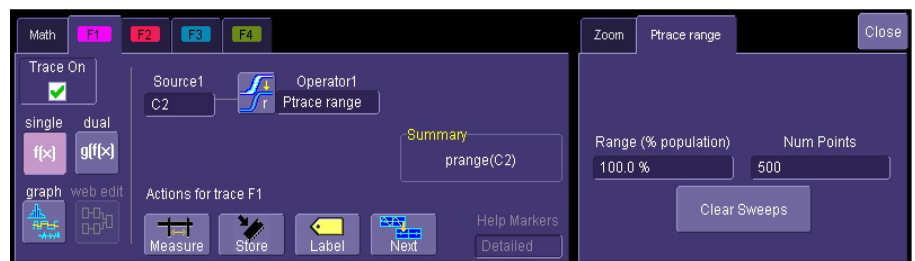 Math F1 F2 F3 F4
Zoom Ptrace range Close
Trace On
Source1 Operator1
C2 Ptrace range
single dual
f(x) g(f(x)
Summary
prange(C2)
Range (% population) Num Points
100.0 % 500
graph web edit
Actions for trace F1
Clear Sweeps
Measure Store Label Next
Help Markers
Detailed